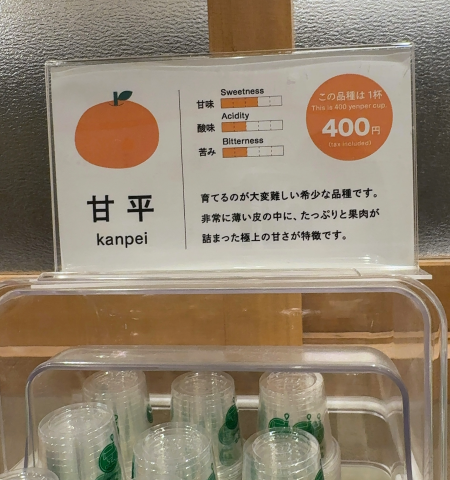 Sweetness
甘味
Acidity
酸味
Bitterness
苦み
この品種は1杯
This is 400 yenper cup
400円
(tax included)
甘平
kanpei
育てるのが大変難しい希少な品種です。
非常に薄い皮の中に、たっぷりと果肉が
詰まった極上の甘さが特徴です。